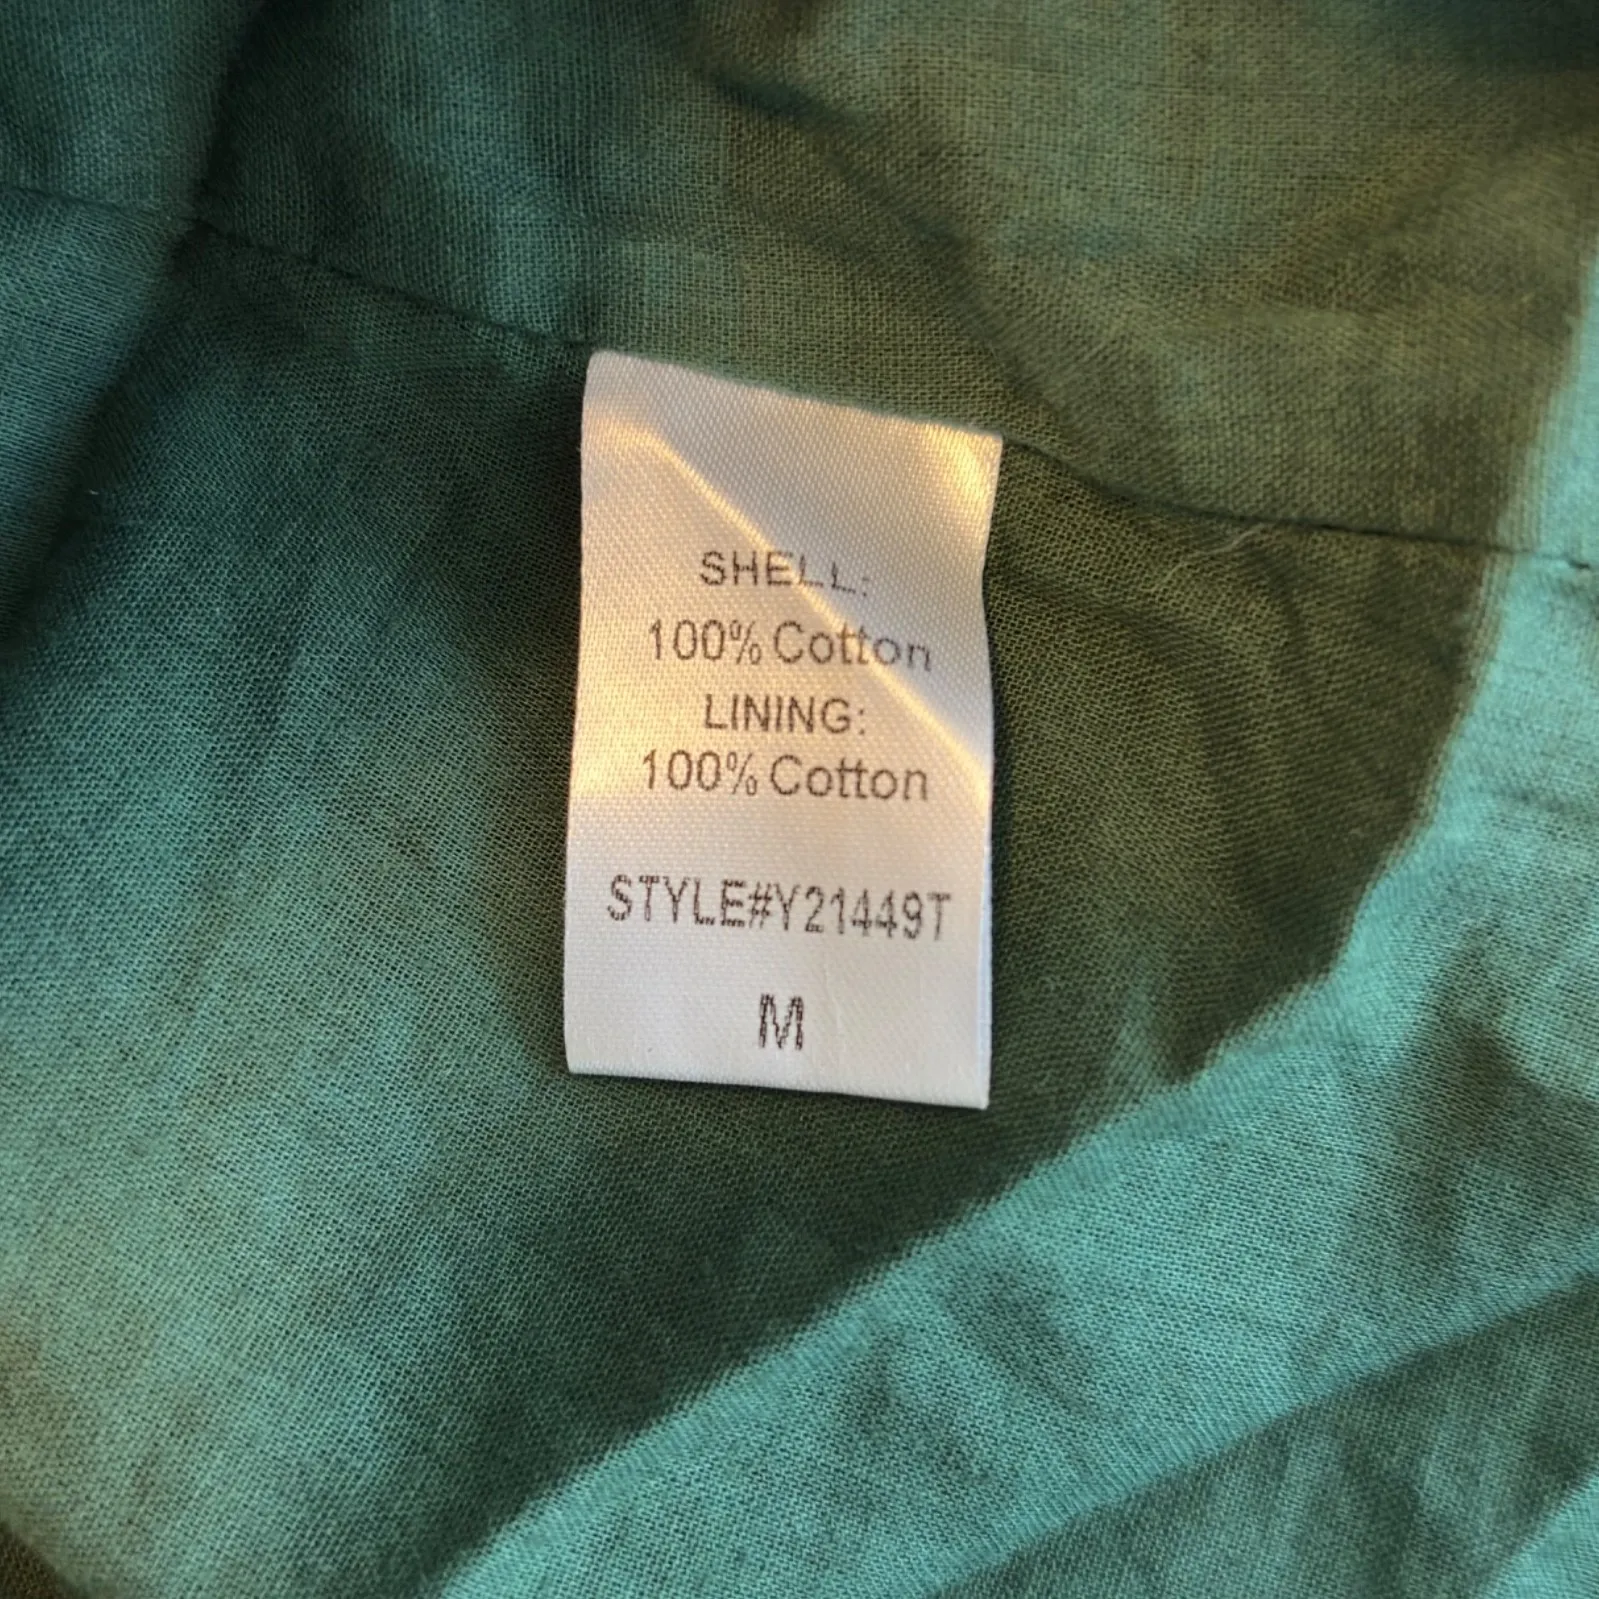 SHELL:
100% Cotton
LINING:
100% Cotton
STYLE#Y21449T
M